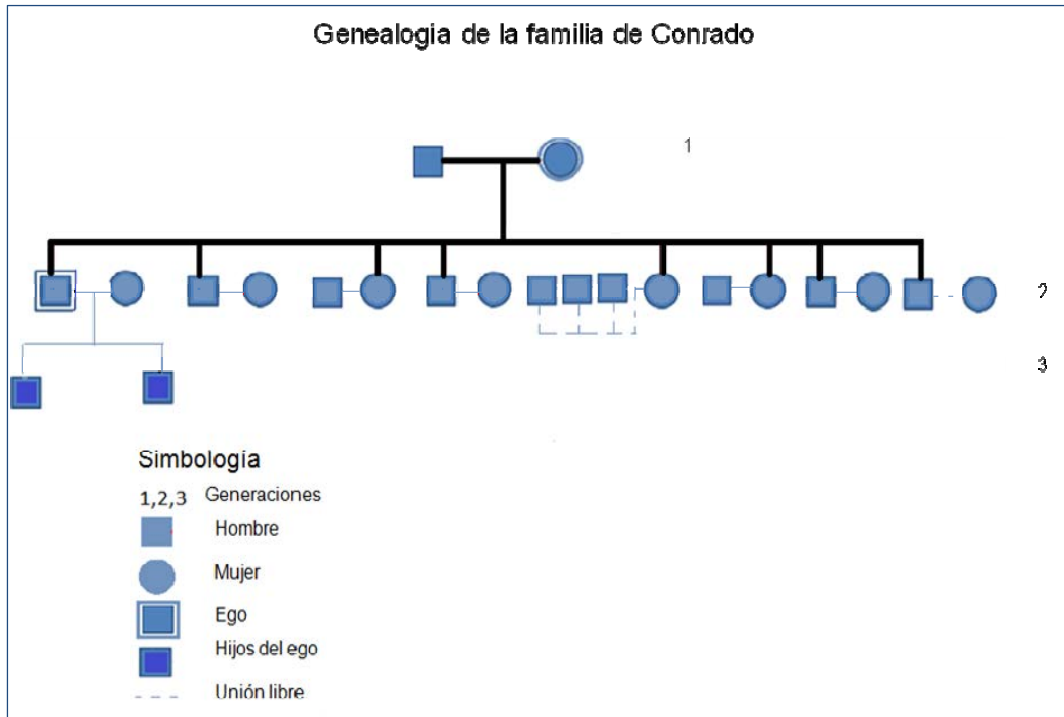 Genealogia de la familia de Conrado
1
2
3
Simbología
1,2,3 Generaciones
Hombre
Mujer
Ego
Hijos del ego
Unión libre